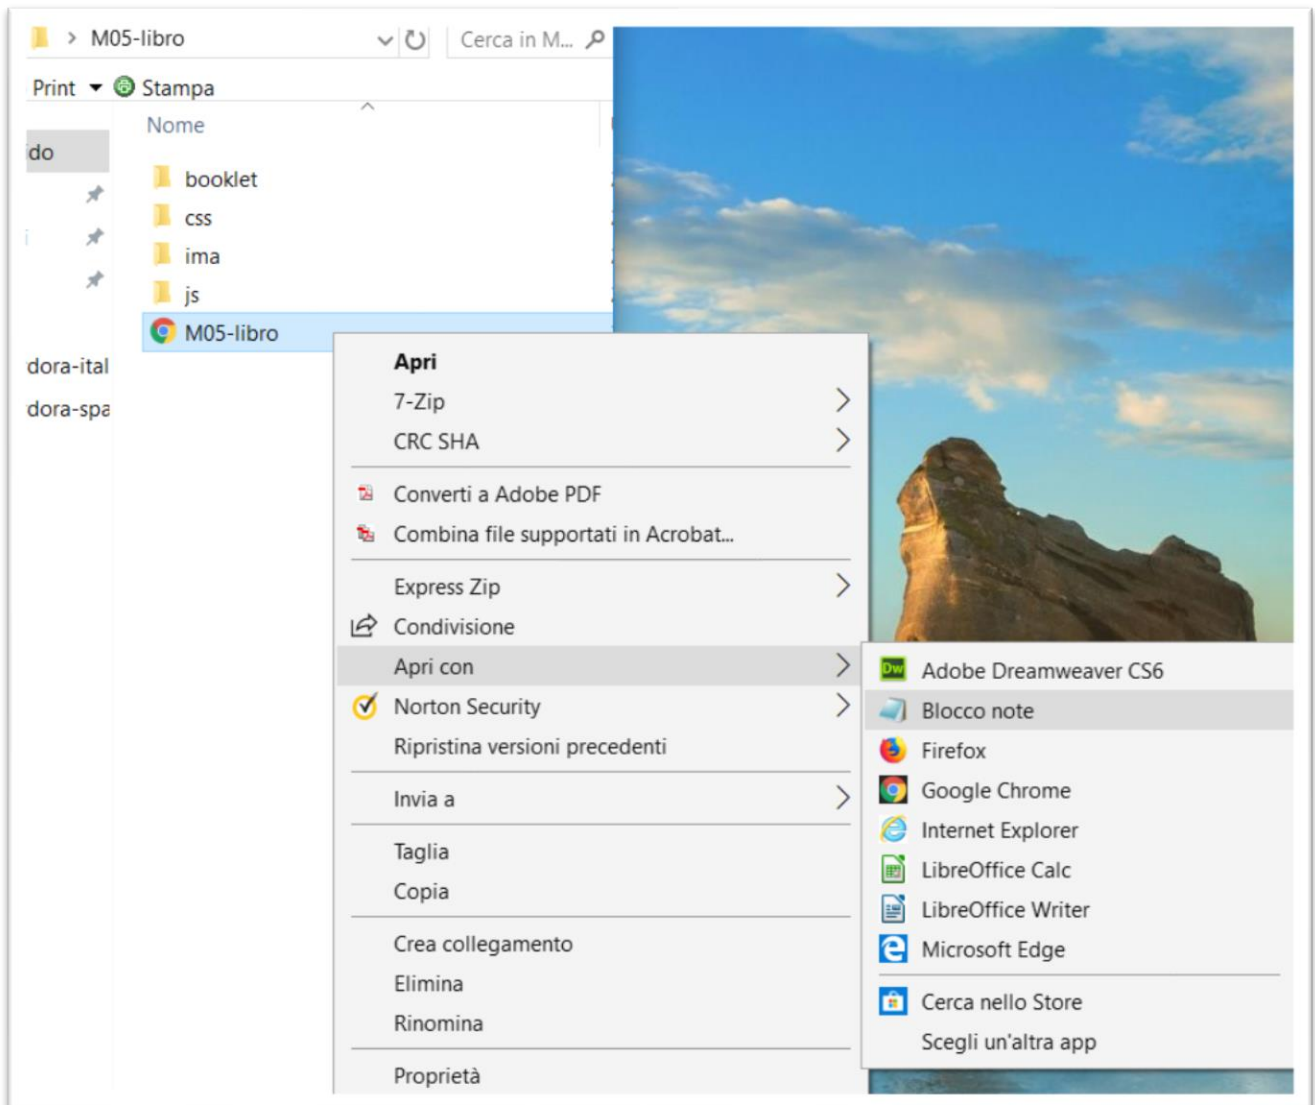 M05-libro
Cerca in M...
Print
Stampa
Nome
do
booklet
css
ima
js
M05-libro
dora-ital
dora-spa
Apri
7-Zip
CRC SHA
Converti a Adobe PDF
Combina file supportati in Acrobat...
Express Zip
Condivisione
Apri con
Norton Security
Ripristina versioni precedenti
Invia a
Taglia
Copia
Crea collegamento
Elimina
Rinomina
Proprietà
Dw Adobe Dreamweaver CS6
Blocco note
Firefox
Google Chrome
Internet Explorer
LibreOffice Calc
LibreOffice Writer
Microsoft Edge
Cerca nello Store
Scegli un'altra app